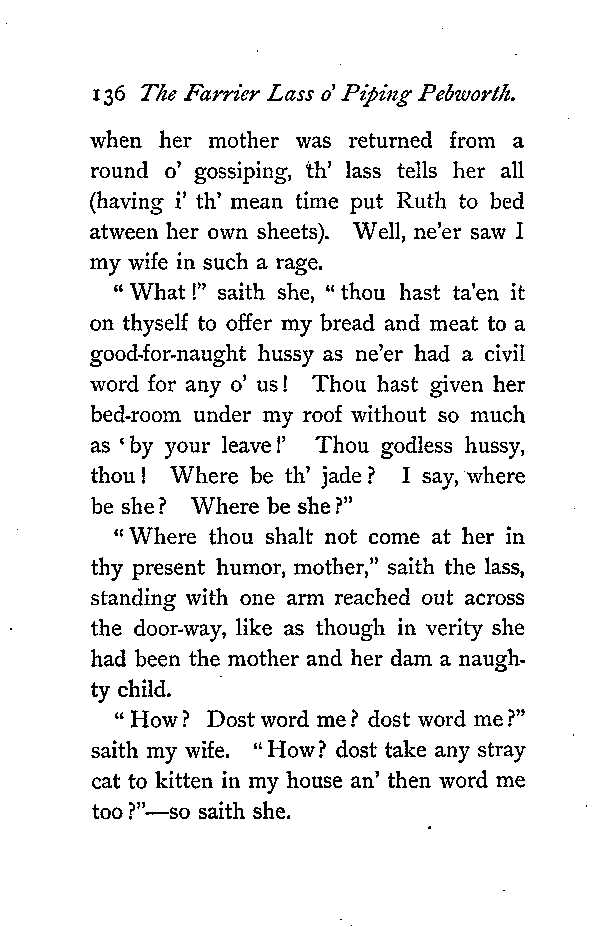 136 The Farrier Lass o' Piping Pebworth.
when her mother was returned from a
round o' gossiping, th' lass tells her all
(having i' th' mean time put Ruth to bed
atween her own sheets). Well, ne'er saw I
my wife in such a rage.
"What!" saith she, "thou hast ta'en it
on thyself to offer my bread and meat to a
good-for-naught hussy as ne'er had a civil
word for any o' us! Thou hast given her
bed-room under my roof without so much
as 'by your leave!' Thou godless hussy,
thou! Where be th' jade? I say, where
be she? Where be she?"
"Where thou shalt not come at her in
thy present humor, mother," saith the lass,
standing with one arm reached out across
the door-way, like as though in verity she
had been the mother and her dam a naugh-
ty child.
"How? Dost word me? dost word me?"
saith my wife. "How? dost take any stray
cat to kitten in my house an' then word me
too?"—so saith she.